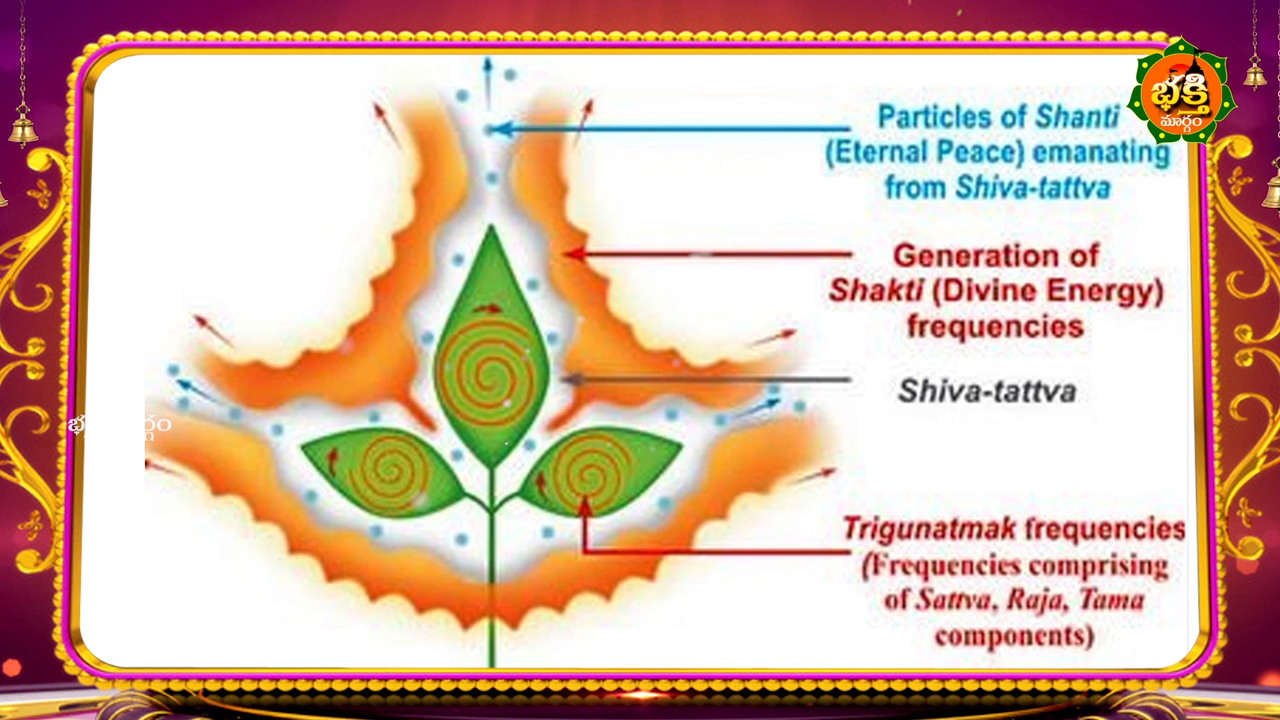 భక్తి
మార్గం
Particles of Shanti
(Eternal Peace) emanating
from Shiva-tattva
Generation of
Shakti (Divine Energy)
frequencies
Shiva-tattva
Trigunatmak frequencies
(Frequencies comprising
of Sattva, Raja, Tama
components)